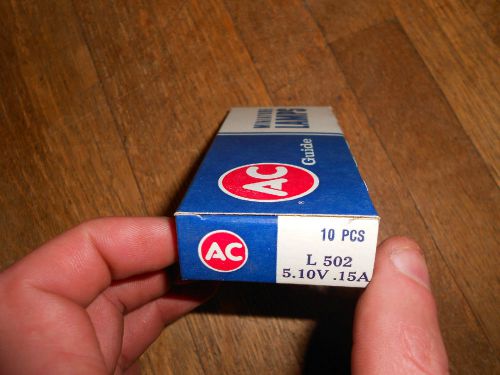 MINIATURE
LAMPS
Guide
AC
®
AC
10 PCS
L 502
5.10V .15A